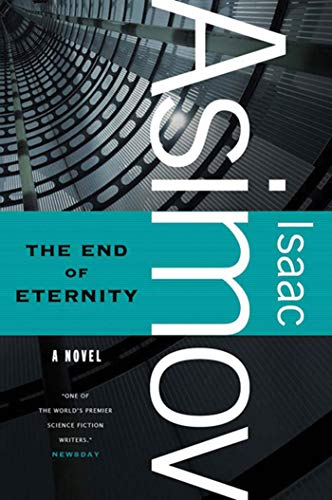 Isaac
Asimov
THE END
OF
ETERNITY
A NOVEL
"ONE OF
THE WORLD'S PREMIER
SCIENCE FICTION
WRITERS."
NEWSDAY